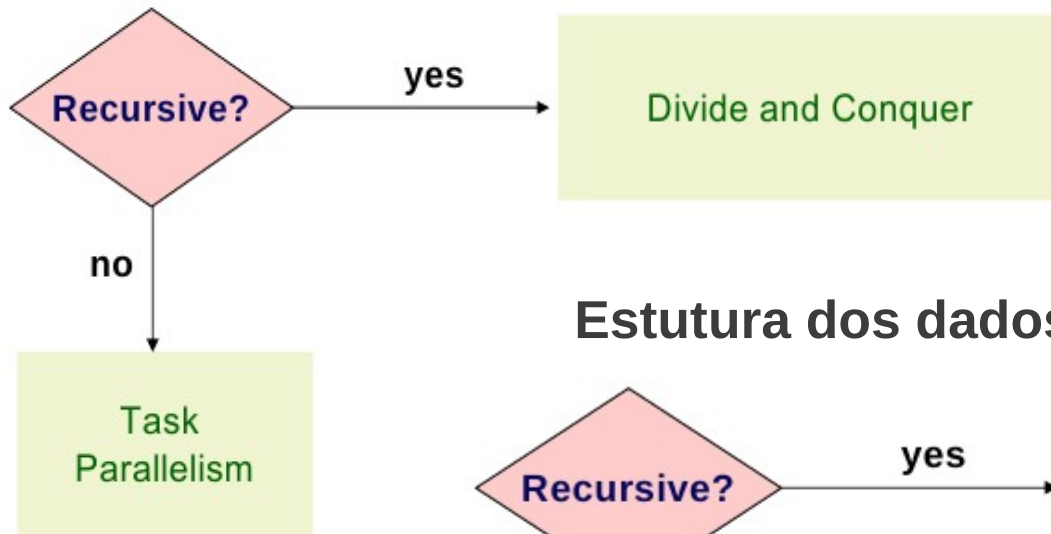 Recursive?
yes
Divide and Conquer
no
Task
Parallelism
Estutura dos dados
Recursive?
yes